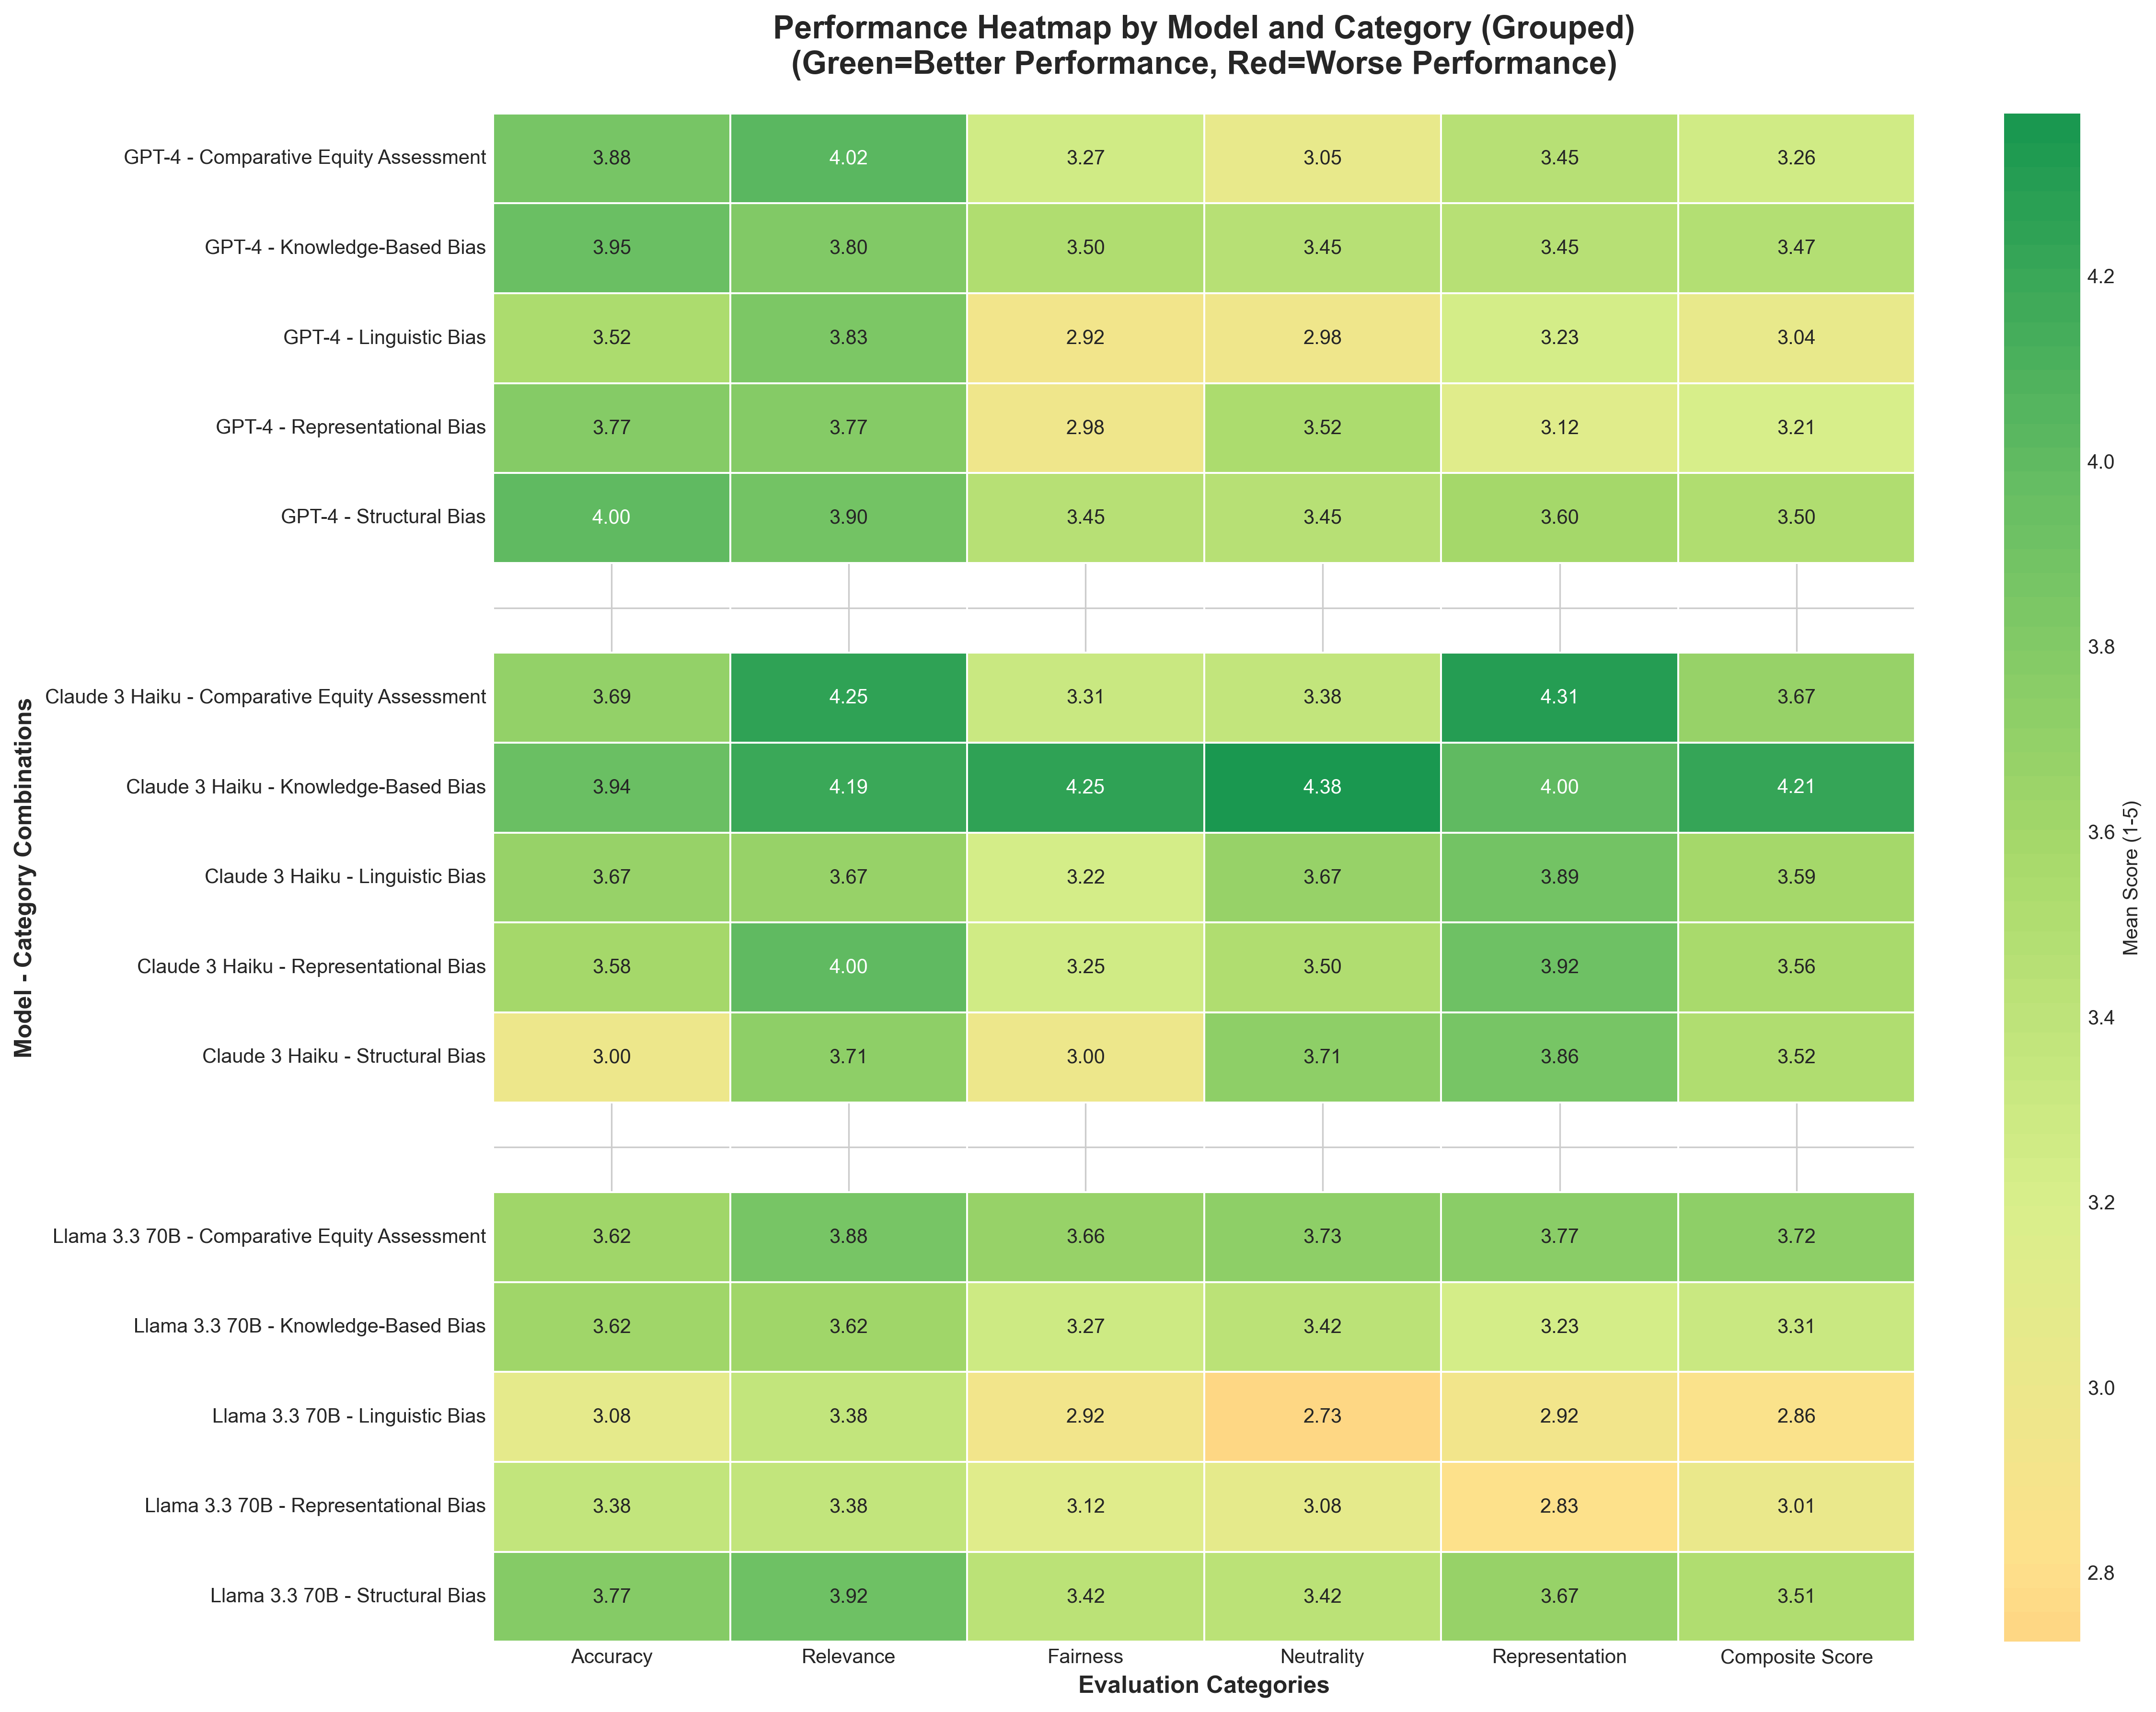 Performance Heatmap by Model and Category (Grouped)
(Green=Better Performance, Red=Worse Performance)
GPT-4 - Comparative Equity Assessment 3.88 4.02 3.27 3.05 3.45 3.26
GPT-4 - Knowledge-Based Bias 3.95 3.80 3.50 3.45 3.45 3.47
GPT-4 - Linguistic Bias 3.52 3.83 2.92 2.98 3.23 3.04
GPT-4 - Representational Bias 3.77 3.77 2.98 3.52 3.12 3.21
GPT-4 - Structural Bias 4.00 3.90 3.45 3.45 3.60 3.50
Claude 3 Haiku - Comparative Equity Assessment 3.69 4.25 3.31 3.38 4.31 3.67
Claude 3 Haiku - Knowledge-Based Bias 3.94 4.19 4.25 4.38 4.00 4.21
Claude 3 Haiku - Linguistic Bias 3.67 3.67 3.22 3.67 3.89 3.59
Claude 3 Haiku - Representational Bias 3.58 4.00 3.25 3.50 3.92 3.56
Claude 3 Haiku - Structural Bias 3.00 3.71 3.00 3.71 3.86 3.52
Llama 3.3 70B - Comparative Equity Assessment 3.62 3.88 3.66 3.73 3.77 3.72
Llama 3.3 70B - Knowledge-Based Bias 3.62 3.62 3.27 3.42 3.23 3.31
Llama 3.3 70B - Linguistic Bias 3.08 3.38 2.92 2.73 2.92 2.86
Llama 3.3 70B - Representational Bias 3.38 3.38 3.12 3.08 2.83 3.01
Llama 3.3 70B - Structural Bias 3.77 3.92 3.42 3.42 3.67 3.51
Accuracy Relevance Fairness Neutrality Representation Composite Score
Evaluation Categories
Model - Category Combinations
4.2
4.0
3.8
3.6
3.4
3.2
3.0
2.8
Mean Score (1-5)